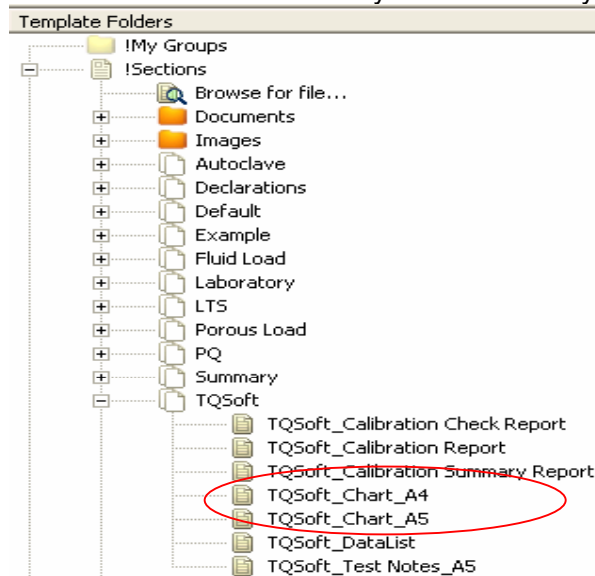 Template Folders
!My Groups
!Sections
Browse for file...
Documents
Images
Autoclave
Declarations
Default
Example
Fluid Load
Laboratory
LTS
Porous Load
PQ
Summary
TQSoft
TQSoft_Calibration Check Report
TQSoft_Calibration Report
TQSoft_Calibration Summary Report
TQSoft_Chart_A4
TQSoft_Chart_A5
TQSoft_DataList
TQSoft_Test Notes_A5